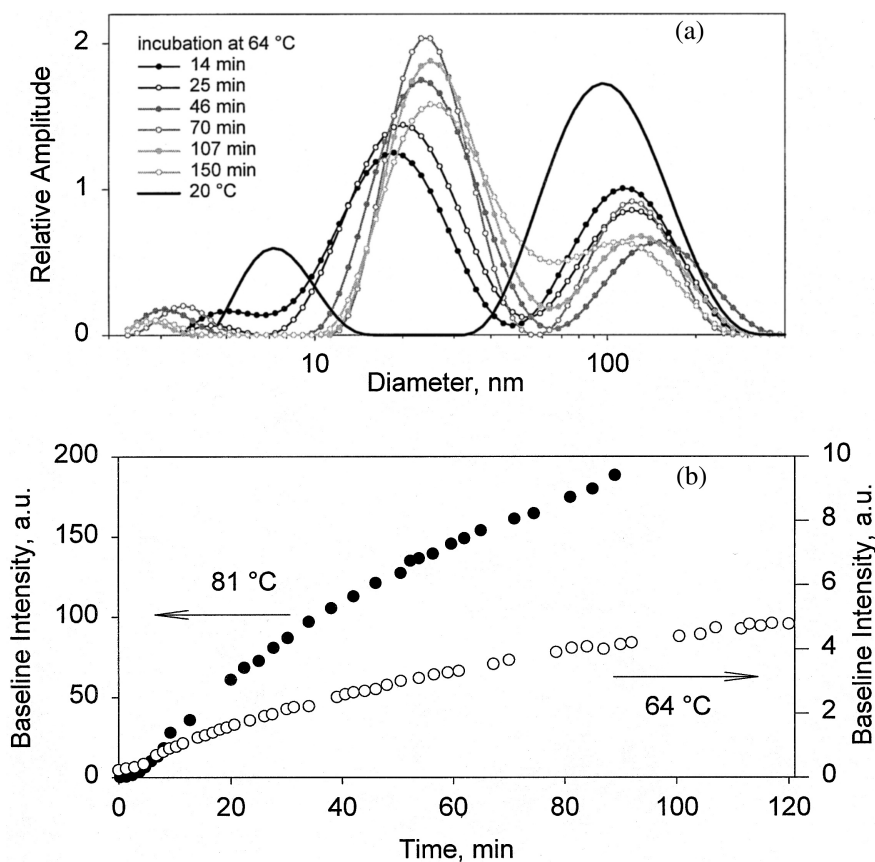 (a)
2
1
0
Relative Amplitude
incubation at 64 °C
14 min
25 min
46 min
70 min
107 min
150 min
20 °C
10
100
Diameter, nm
(b)
200
150
100
50
0
Baseline Intensity, a.u.
10
8
6
4
2
0
Baseline Intensity, a.u.
81 °C
64 °C
0
20
40
60
80
100
120
Time, min